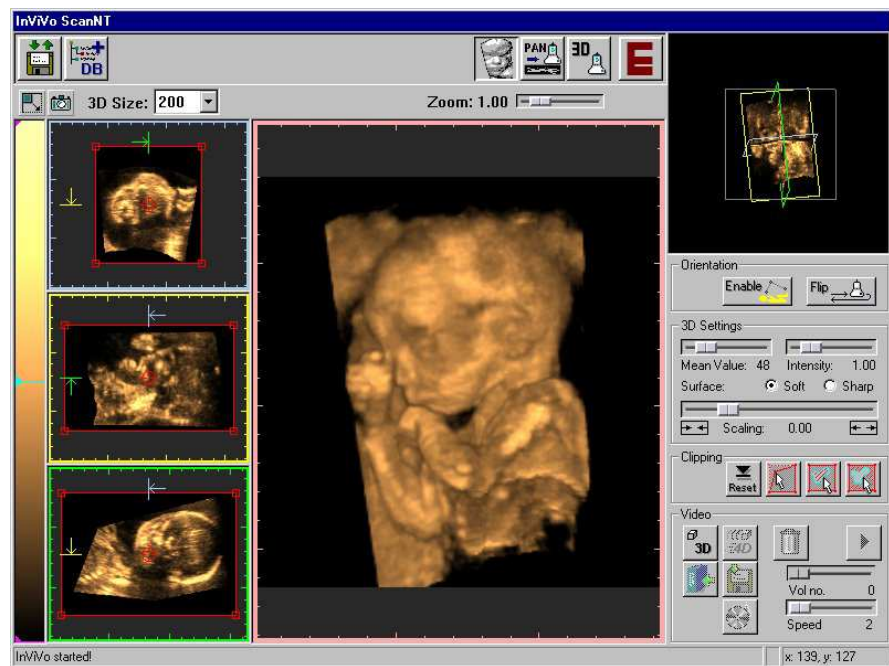 InViVo ScanNT
DB
PAN
3D
E
3D Size: 200
Zoom: 1.00
Orientation
Enable
Flip
3D Settings
Mean Value: 48 Intensity: 1.00
Surface: Soft Sharp
Scaling: 0.00
Clipping
Reset
Video
3D 4D
Vol no. 0
Speed 2
InViVo started!
x: 139, y: 127